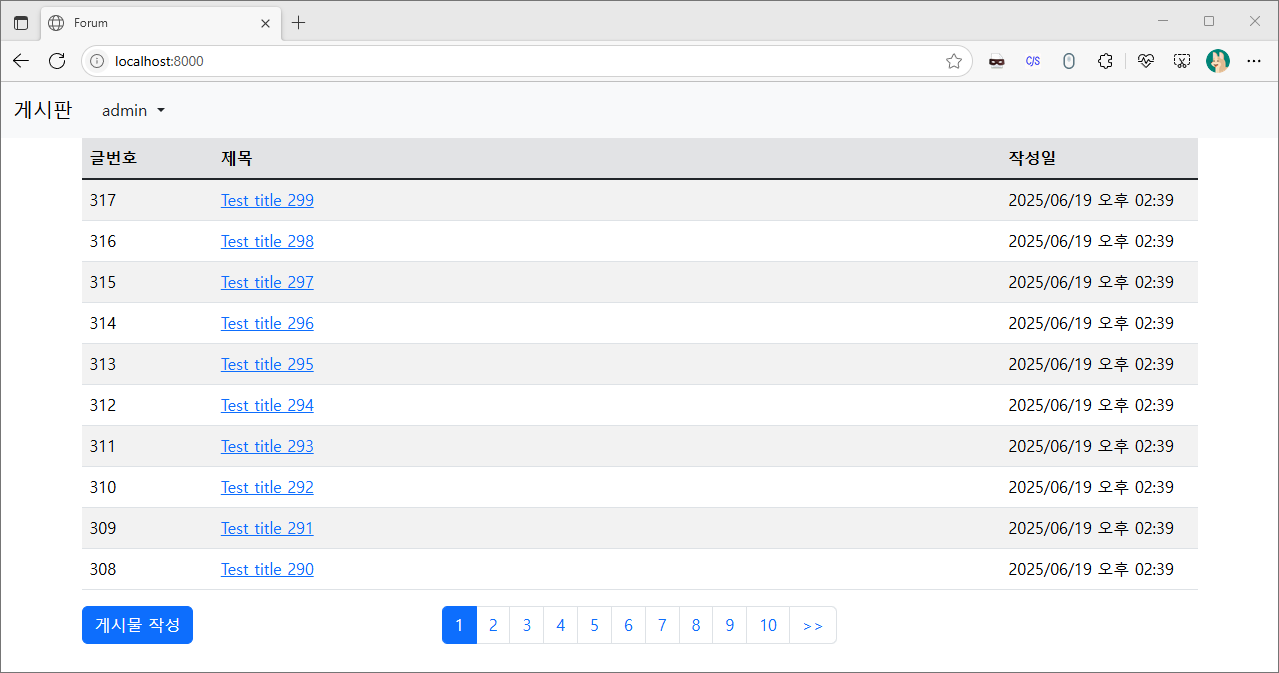 Forum
localhost:8000
C/S
게시판 admin
글번호 제목 작성일
317 Test title 299 2025/06/19 오후 02:39
316 Test title 298 2025/06/19 오후 02:39
315 Test title 297 2025/06/19 오후 02:39
314 Test title 296 2025/06/19 오후 02:39
313 Test title 295 2025/06/19 오후 02:39
312 Test title 294 2025/06/19 오후 02:39
311 Test title 293 2025/06/19 오후 02:39
310 Test title 292 2025/06/19 오후 02:39
309 Test title 291 2025/06/19 오후 02:39
308 Test title 290 2025/06/19 오후 02:39
게시물 작성 1 2 3 4 5 6 7 8 9 10 >>